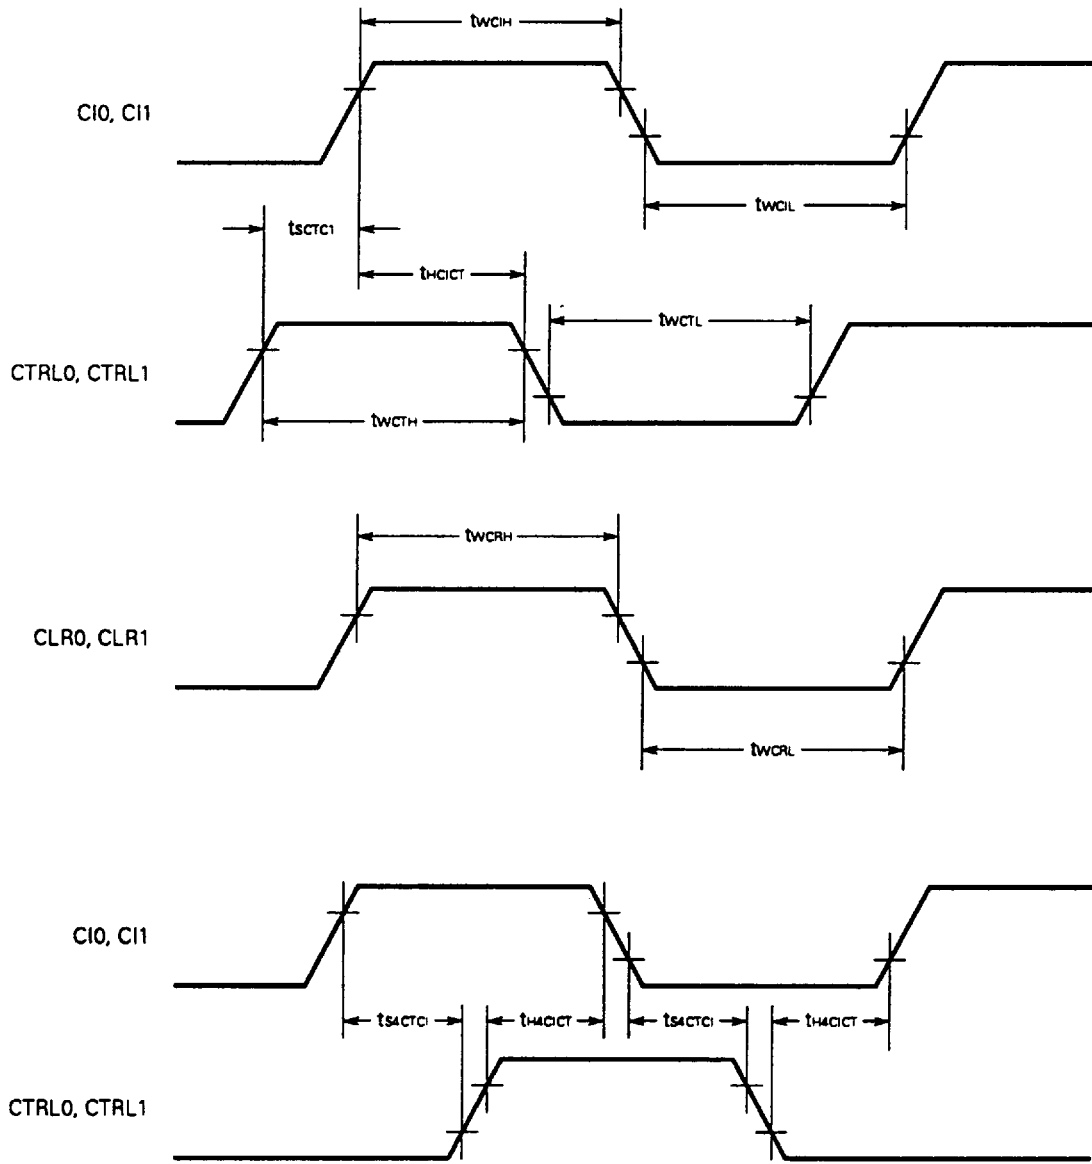 tWCIH
CI0, CI1
tWCIL
tSCTC1
tHCICT
tWCTL
CTRL0, CTRL1
tWCTH
tWCRH
CLR0, CLR1
tWCRL
CI0, CI1
tS4CTCI tH4CICT tS4CTCI tH4CICT
CTRL0, CTRL1